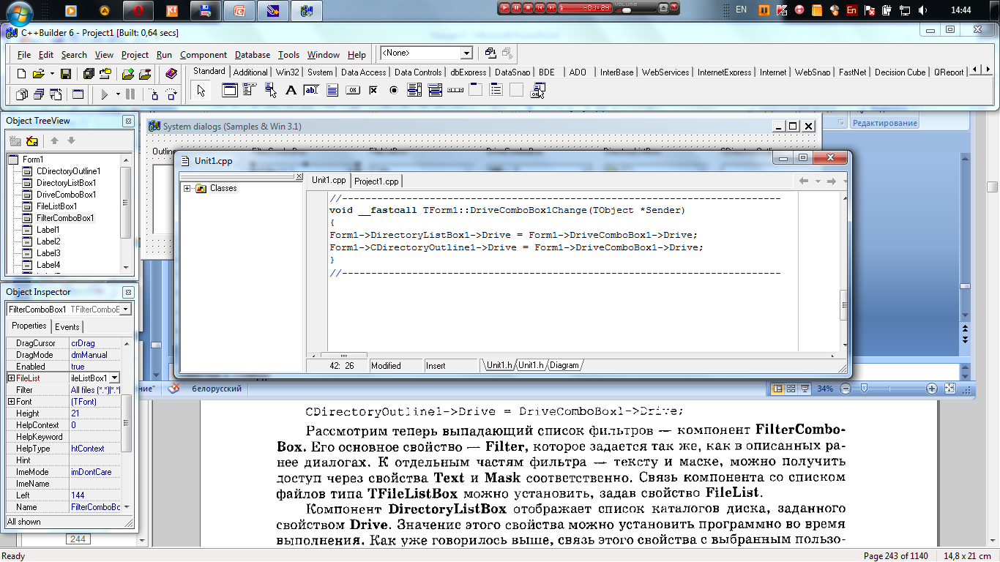 EN
14:44
VOLUME
C++Builder 6 - Project1 [Built: 0,64 secs]
File Edit Search View Project Run Component Database Tools Window Help
<None>
Standard Additional Win32 System Data Access Data Controls dbExpress DataSnap BDE ADO InterBase WebServices InternetExpress Internet WebSnap FastNet Decision Cube QReport
Object TreeView
Form1
CDirectoryOutline1
DirectoryListBox1
DriveComboBox1
FileListBox1
FilterComboBox1
Label1
Label2
Label3
Label4
System dialogs (Samples & Win 3.1)
Редактирование
Unit1.cpp
Classes
Unit1.cpp Project1.cpp
//---------------------------------------------------------------------------
void __fastcall TForm1::DriveComboBox1Change(TObject *Sender)
{
Form1->DirectoryListBox1->Drive = Form1->DriveComboBox1->Drive;
Form1->CDirectoryOutline1->Drive = Form1->DriveComboBox1->Drive;
}
//---------------------------------------------------------------------------
42: 26 Modified Insert Unit1.h Unit1.h Diagram
Object Inspector
FilterComboBox1 TFilterComboE
Properties Events
DragCursor crDrag
DragMode dmManual
Enabled true
FileList ileListBox1
Filter All files (*.*)|*.*|
Font (TFont)
Height 21
HelpContext 0
HelpKeyword
HelpType htContext
Hint
ImeMode imDontCare
ImeName
Left 144
Name FilterComboBo
All shown
ние" белорусский 34%
CDirectoryOutline1->Drive = DriveComboBox1->Drive;
Рассмотрим теперь выпадающий список фильтров — компонент FilterCombo-
Box. Его основное свойство — Filter, которое задается так же, как в описанных ра-
нее диалогах. К отдельным частям фильтра — тексту и маске, можно получить
доступ через свойства Text и Mask соответственно. Связь компонента со списком
файлов типа TFileListBox можно установить, задав свойство FileList.
Компонент DirectoryListBox отображает список каталогов диска, заданного
свойством Drive. Значение этого свойства можно установить программно во время
выполнения. Как уже говорилось выше, связь этого свойства с выбранным пользо-
244
Ready Page 243 of 1140 14,8 x 21 cm